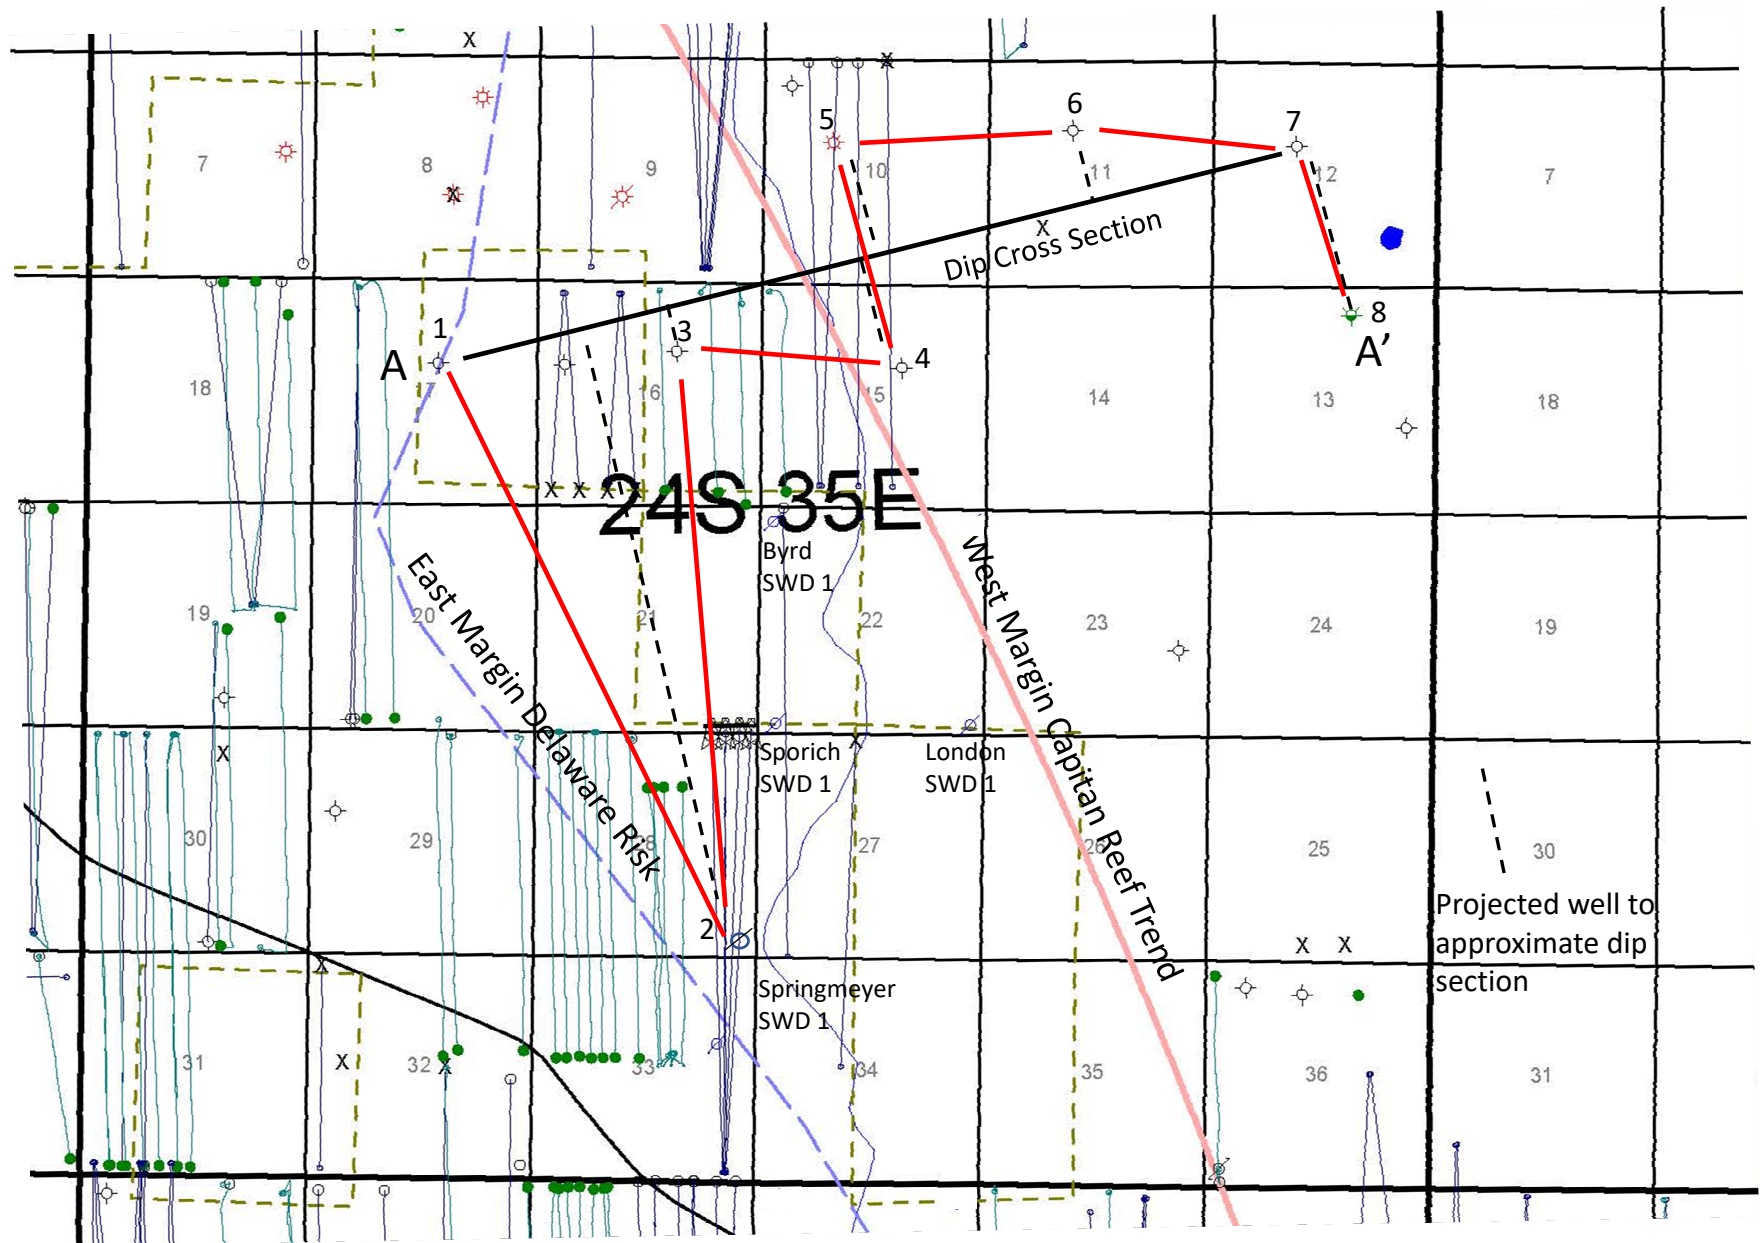 X
X
5
6
7
7
8
X
9
10
11
12
7
X
Dip Cross Section
1
3
4
8
A
A’
18
17
16
15
14
13
18
X X X
24S 35E
Byrd
SWD 1
East Margin Delaware Risk
West Margin Capitan Reef Trend
19
20
21
22
23
24
19
X
X
Sporich
SWD 1
London
SWD 1
30
29
28
27
26
25
30
2
Projected well to
approximate dip
section
X X
X
Springmeyer
SWD 1
31
X
32
X
33
34
35
36
31